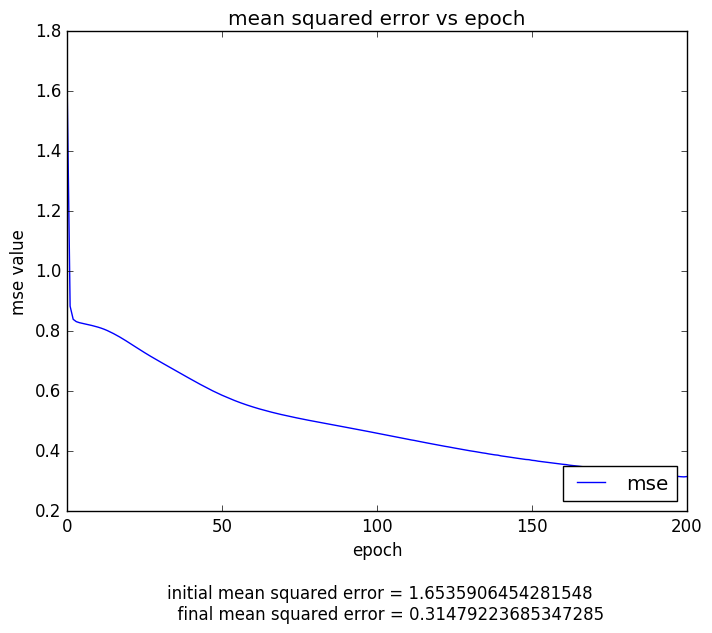 mean squared error vs epoch
1.8
1.6
1.4
1.2
1.0
0.8
0.6
0.4
0.2
mse value
mse
0 50 100 150 200
epoch
initial mean squared error = 1.6535906454281548
final mean squared error = 0.31479223685347285